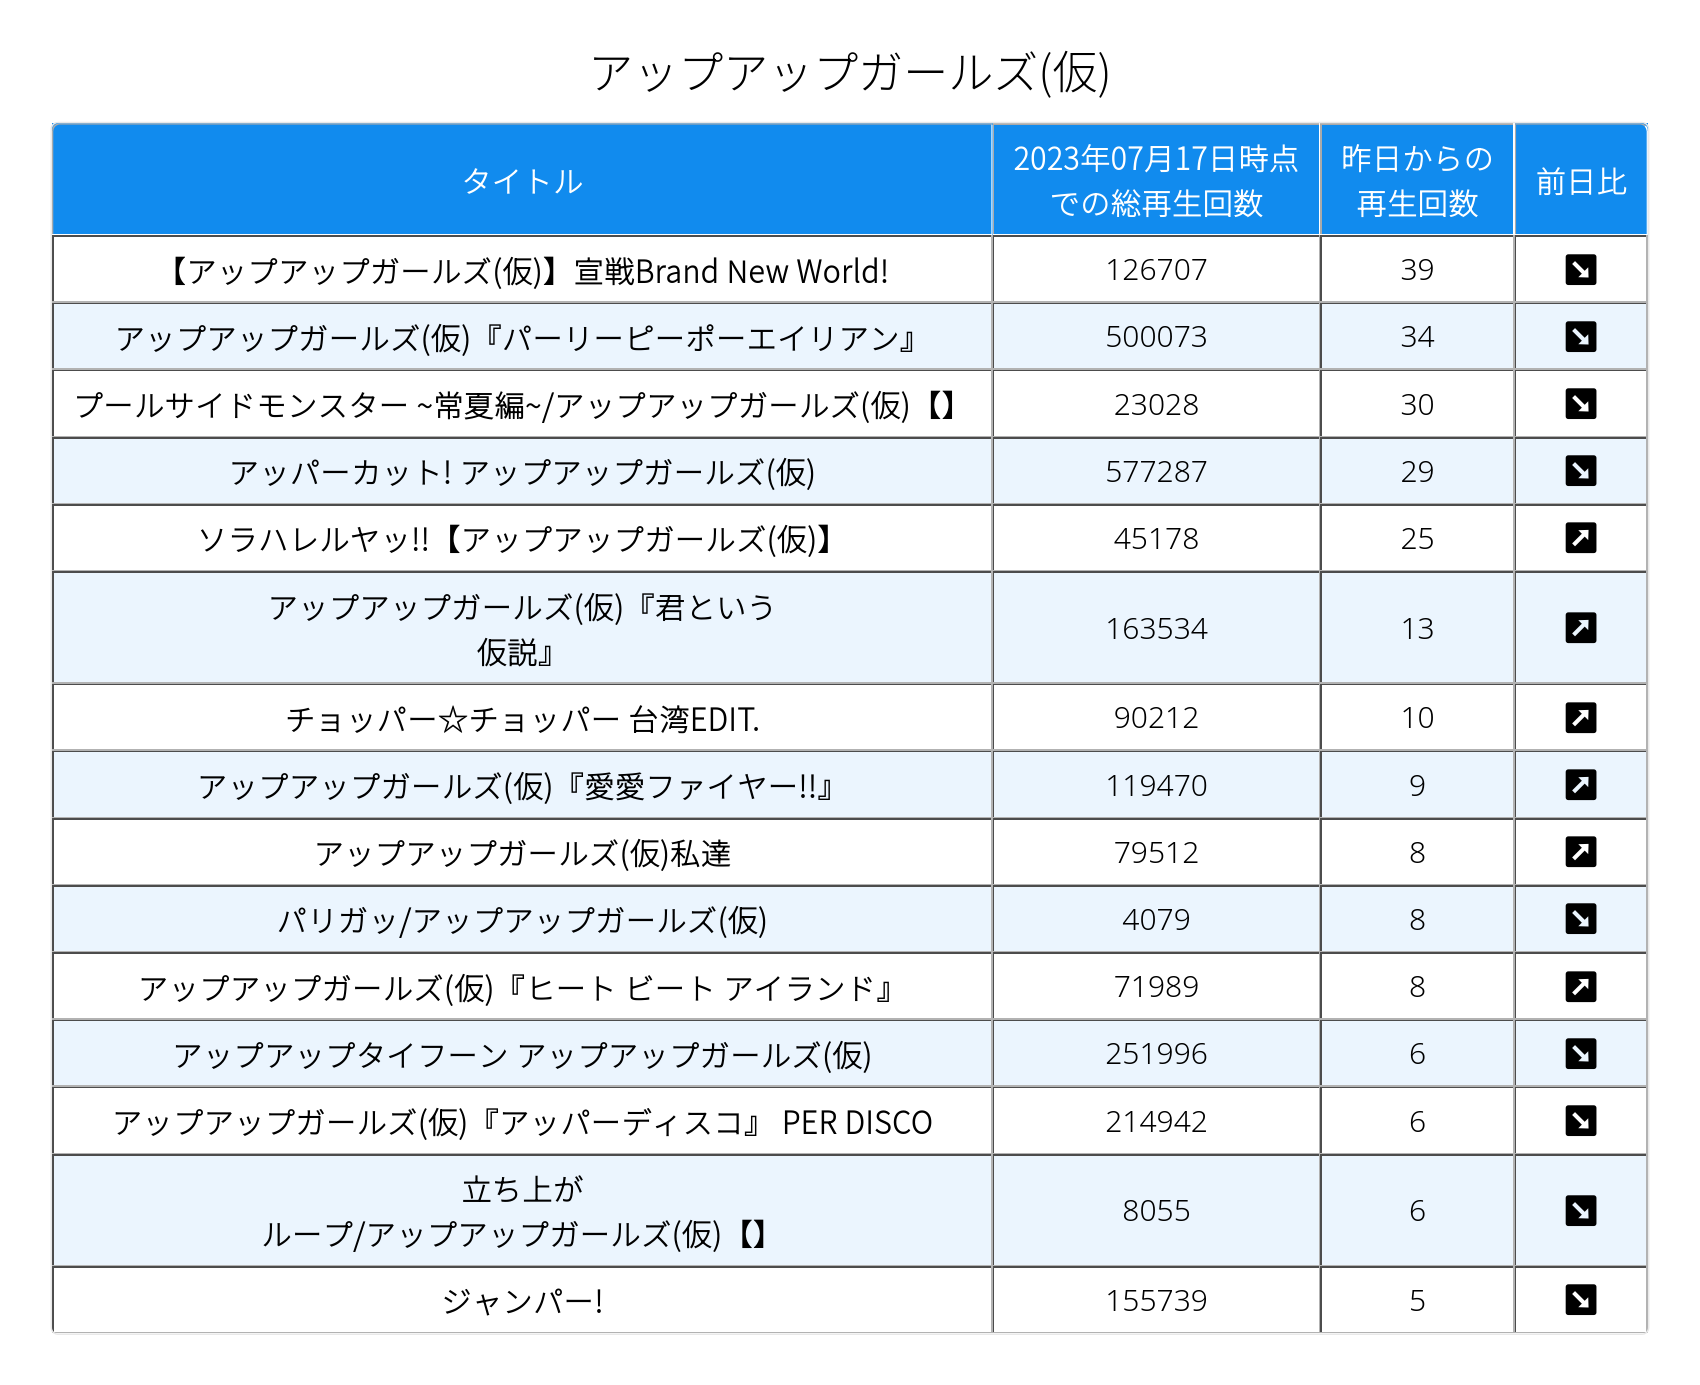 アップアップガールズ(仮)
タイトル
2023年07月17日時点
での総再生回数
昨日からの
再生回数
前日比
【アップアップガールズ(仮)】宣戦Brand New World! 126707 39
アップアップガールズ(仮)『パーリーピーポーエイリアン』 500073 34
プールサイドモンスター ~常夏編~/アップアップガールズ(仮)【】 23028 30
アッパーカット! アップアップガールズ(仮) 577287 29
ソラハレルヤッ!!【アップアップガールズ(仮)】 45178 25
アップアップガールズ(仮)『君という
仮説』 163534 13
チョッパー☆チョッパー 台湾EDIT. 90212 10
アップアップガールズ(仮)『愛愛ファイヤー!!』 119470 9
アップアップガールズ(仮)私達 79512 8
パリガッ/アップアップガールズ(仮) 4079 8
アップアップガールズ(仮)『ヒート ビート アイランド』 71989 8
アップアップタイフーン アップアップガールズ(仮) 251996 6
アップアップガールズ(仮)『アッパーディスコ』 PER DISCO 214942 6
立ち上が
ループ/アップアップガールズ(仮)【】 8055 6
ジャンパー! 155739 5